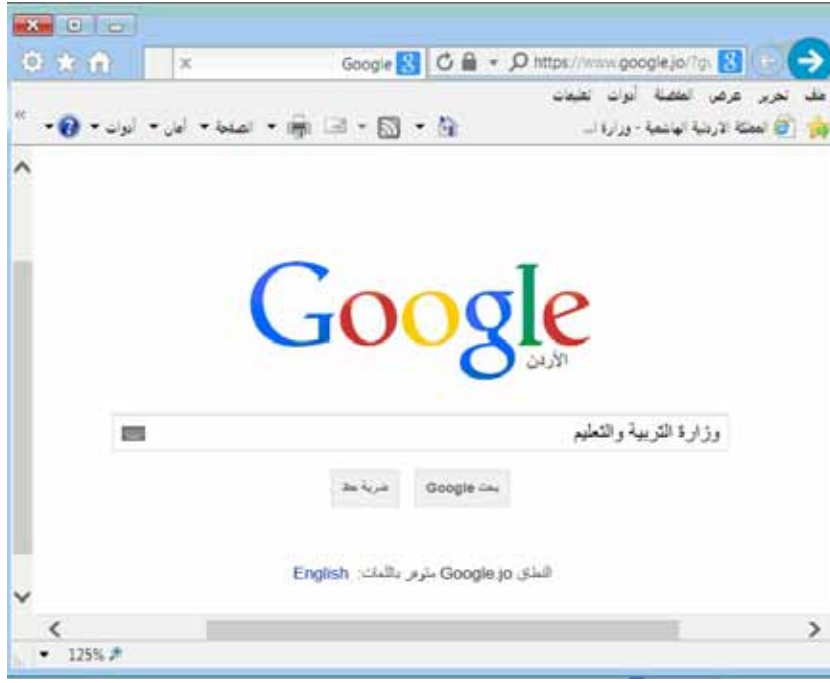 https://www.google.jo/?g
Google
ملف تحرير عرض المفضلة أدوات تعليمات
المملكة الاردنية الهاشمية - وزارة ا...
الصفحة أمان أدوات
Google
الأردن
وزارة التربية والتعليم
بحث Google
ضربة حظ
النطاق Google.jo متوفر باللغات: English
125%